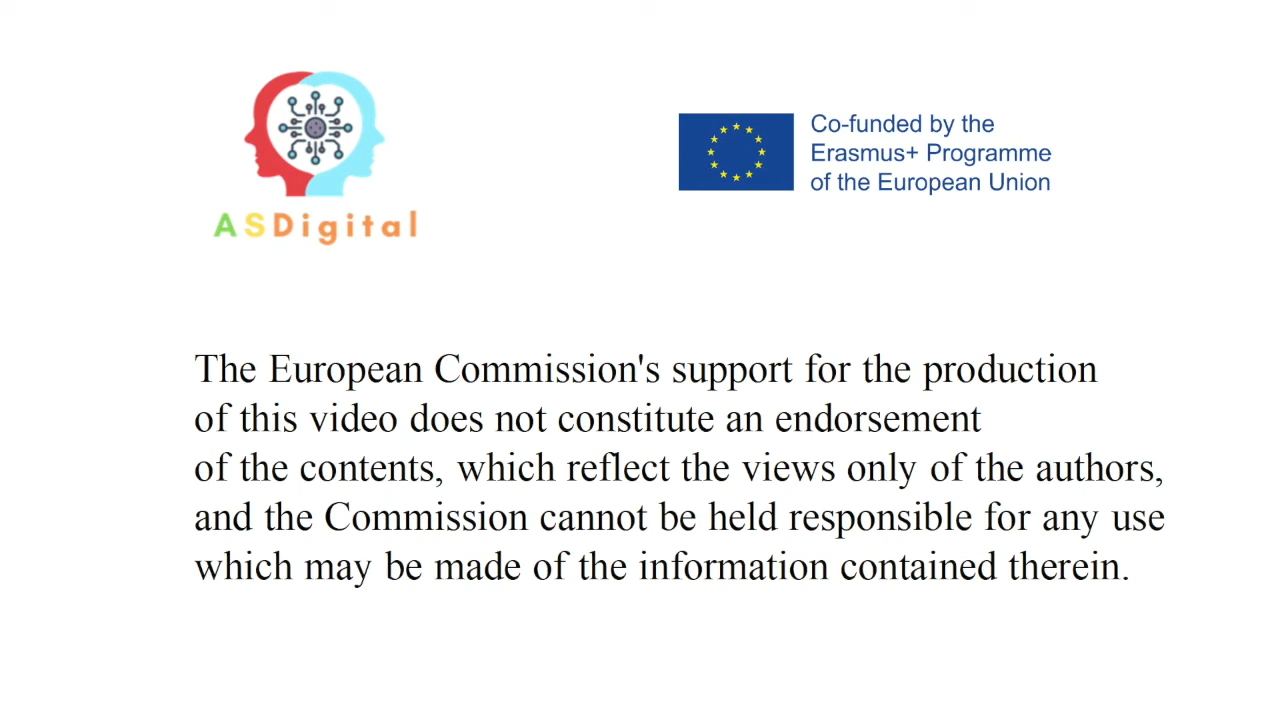 ASDigital
Co-funded by the
Erasmus+ Programme
of the European Union
The European Commission's support for the production
of this video does not constitute an endorsement
of the contents, which reflect the views only of the authors,
and the Commission cannot be held responsible for any use
which may be made of the information contained therein.